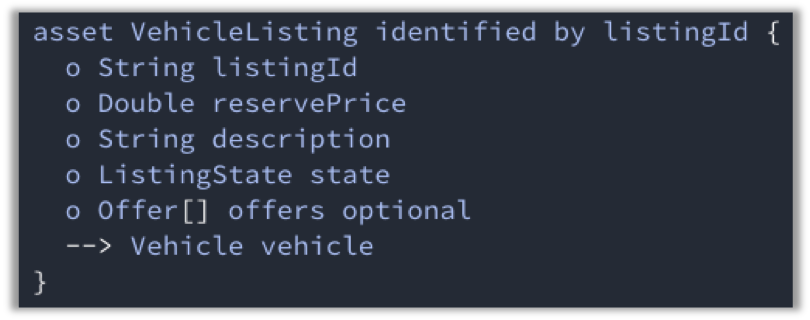 asset VehicleListing identified by listingId {
o String listingId
o Double reservePrice
o String description
o ListingState state
o Offer[] offers optional
--> Vehicle vehicle
}